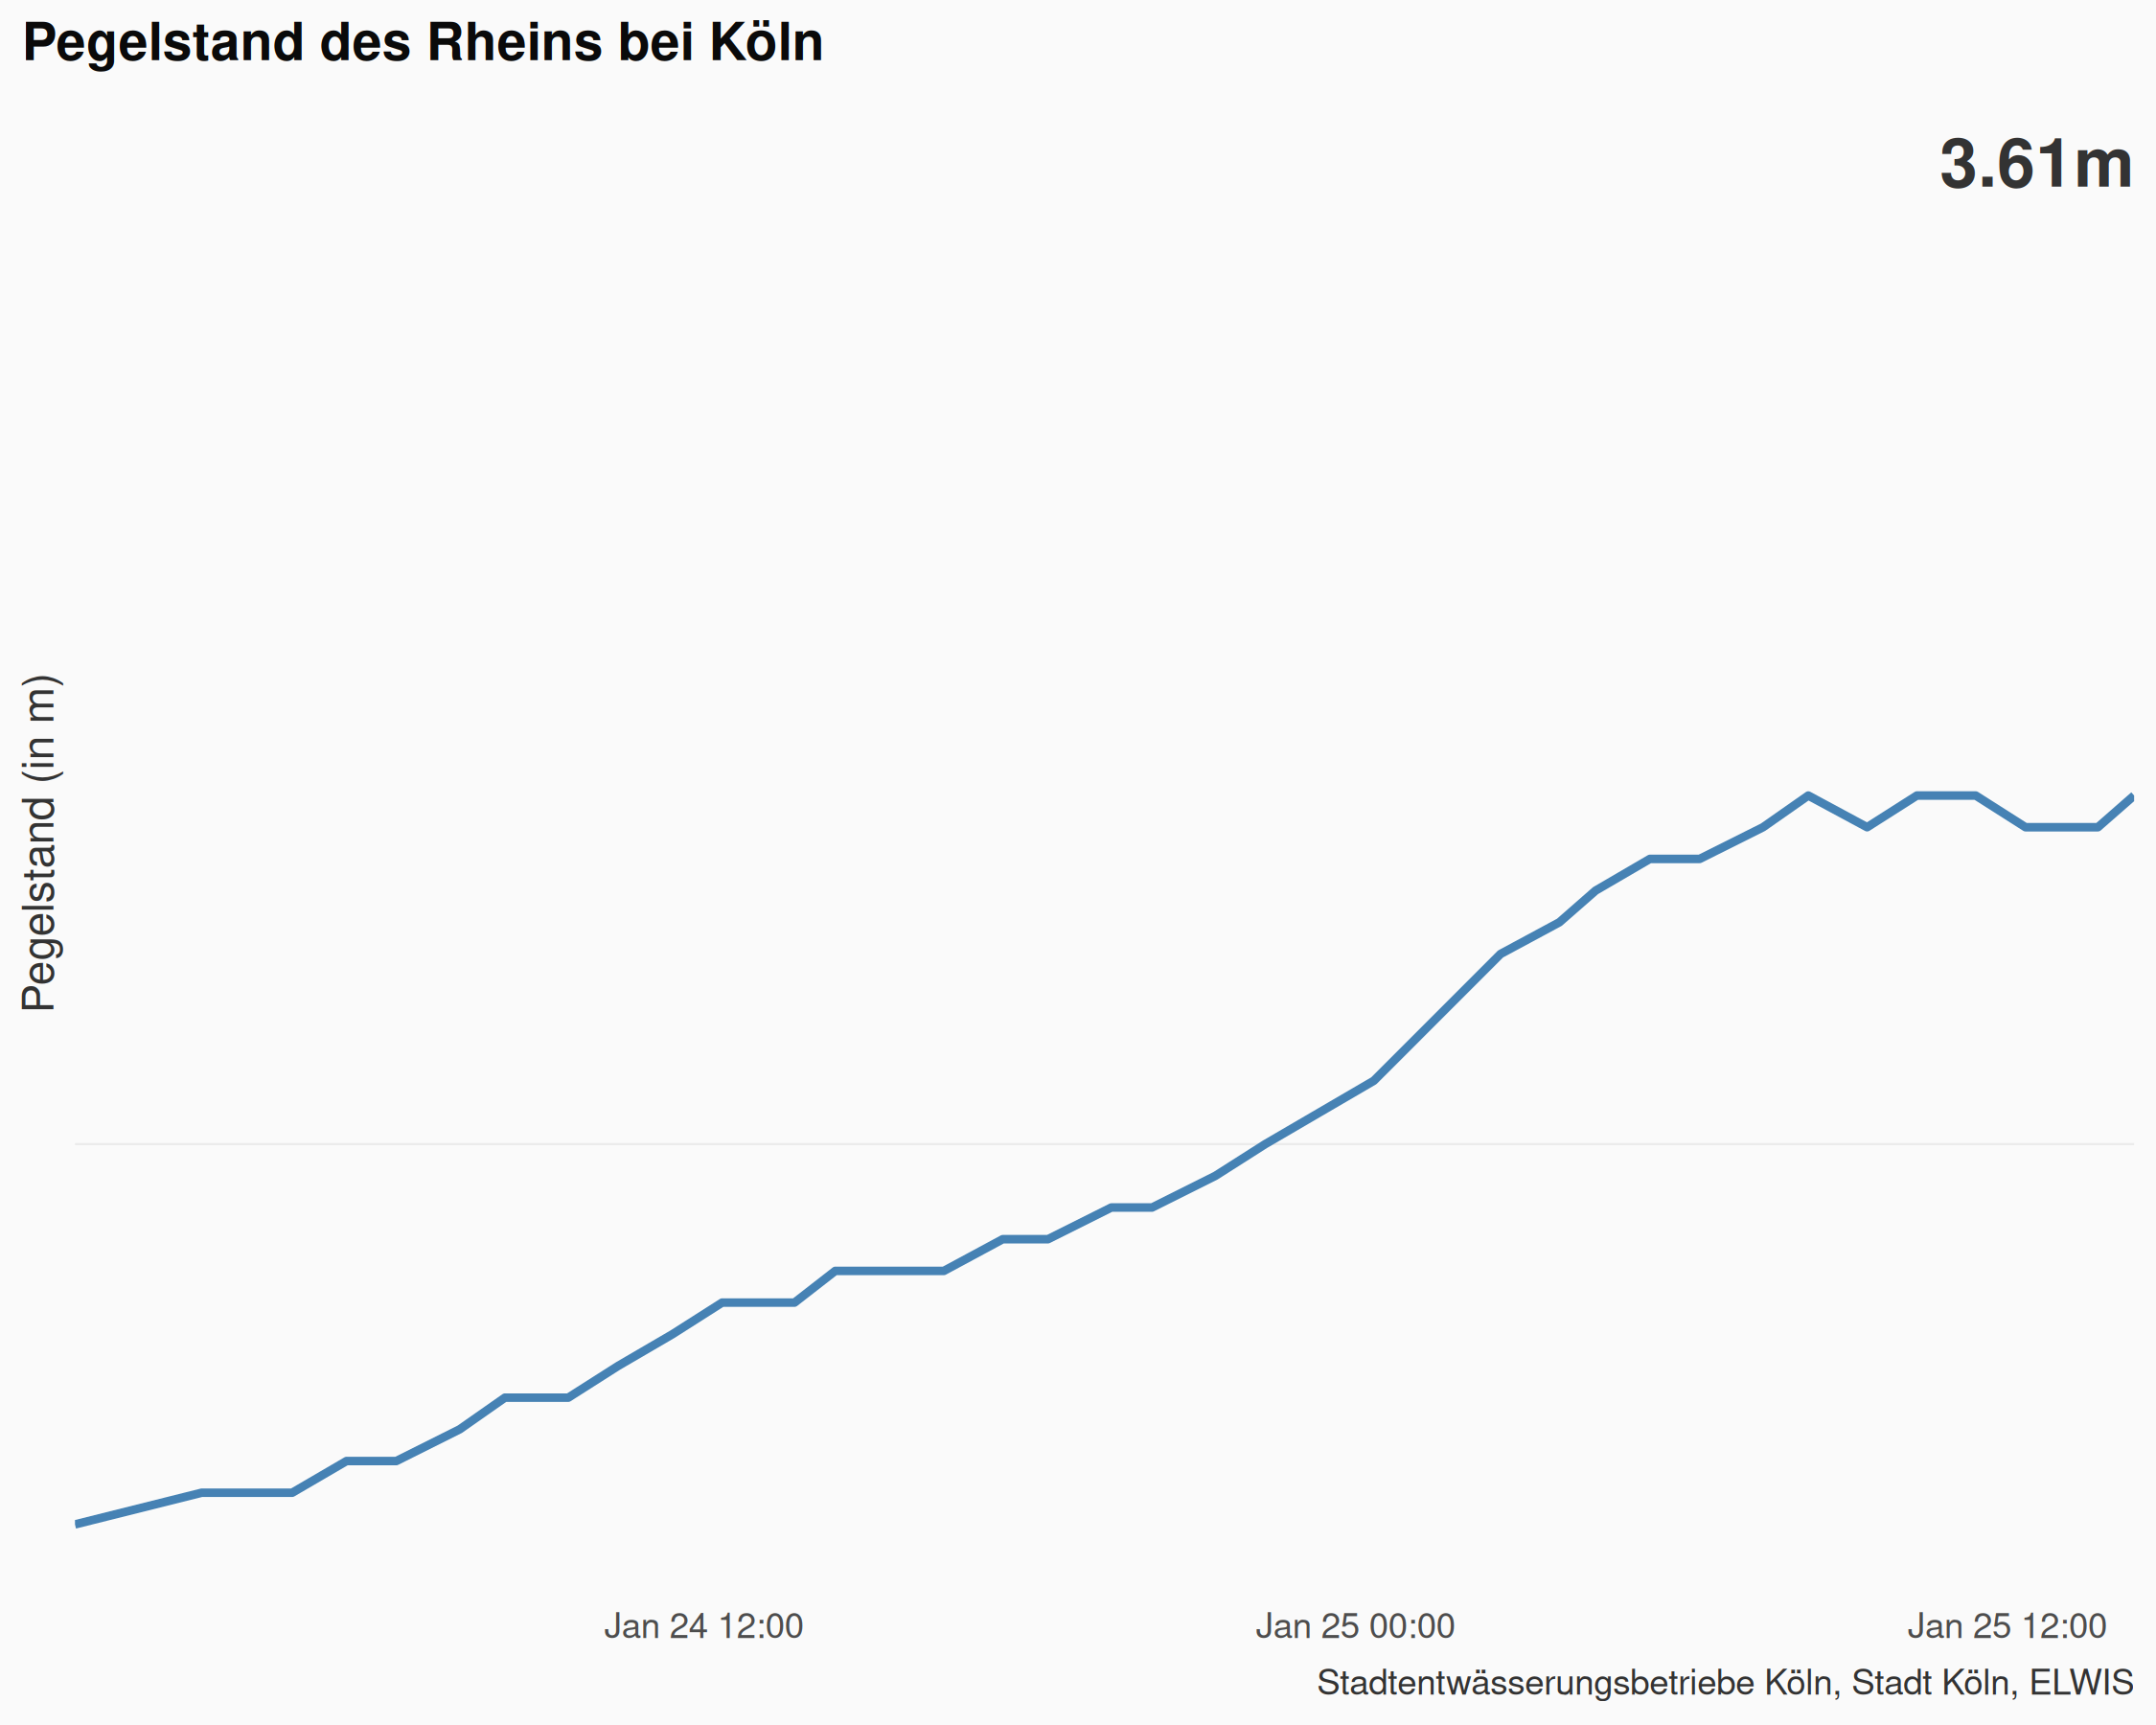 Pegelstand des Rheins bei Köln
3.61m
Pegelstand (in m)
Jan 24 12:00
Jan 25 00:00
Jan 25 12:00
Stadtentwässerungsbetriebe Köln, Stadt Köln, ELWIS